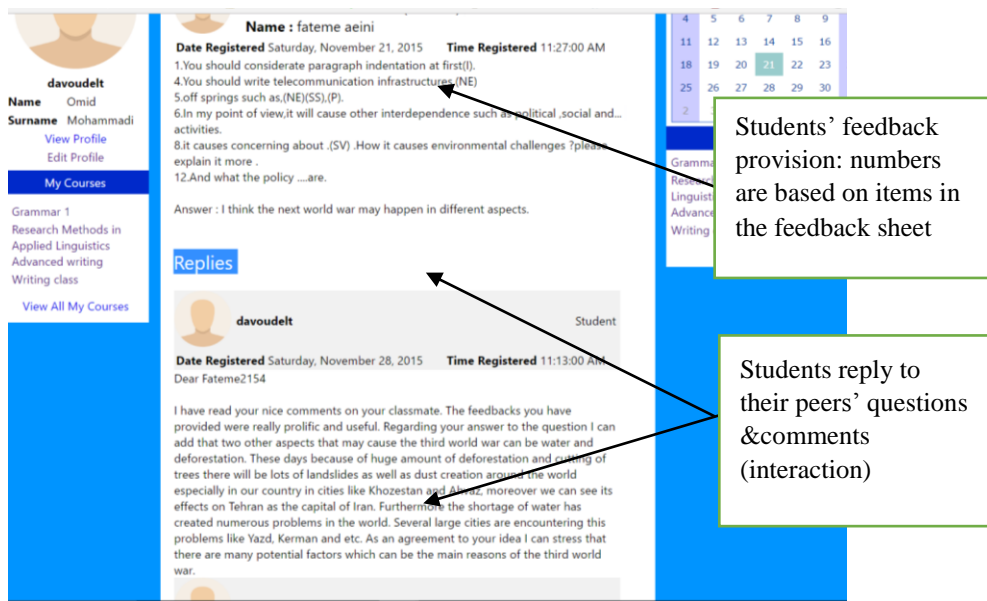 davoudelt
Name Omid
Surname Mohammadi
View Profile
Edit Profile
My Courses
Grammar 1
Research Methods in
Applied Linguistics
Advanced writing
Writing class
View All My Courses
Name : fateme aeini
Date Registered Saturday, November 21, 2015 Time Registered 11:27:00 AM
1.You should considerate paragraph indentation at first(I).
4.You should write telecommunication infrastructures,(NE)
5.off springs such as,(NE)(SS),(P).
6.In my point of view,it will cause other interdependence such as political ,social and...
activities.
8.it causes concerning about .(SV) .How it causes environmental challenges ?please
explain it more .
12.And what the policy ....are.
Answer : I think the next world war may happen in different aspects.
Replies
davoudelt Student
Date Registered Saturday, November 28, 2015 Time Registered 11:13:00 AM
Dear Fateme2154
I have read your nice comments on your classmate. The feedbacks you have
provided were really prolific and useful. Regarding your answer to the question I can
add that two other aspects that may cause the third world war can be water and
deforestation. These days because of huge amount of deforestation and cutting of
trees there will be lots of landslides as well as dust creation around the world
especially in our country in cities like Khozestan and Ahvaz, moreover we can see its
effects on Tehran as the capital of Iran. Furthermore the shortage of water has
created numerous problems in the world. Several large cities are encountering this
problems like Yazd, Kerman and etc. As an agreement to your idea I can stress that
there are many potential factors which can be the main reasons of the third world
war.
4 5 6 7 8 9
11 12 13 14 15 16
18 19 20 21 22 23
25 26 27 28 29 30
2
Gramma
Resear
Linguist
Advance
Writing
Students' feedback
provision: numbers
are based on items in
the feedback sheet
Students reply to
their peers' questions
&comments
(interaction)